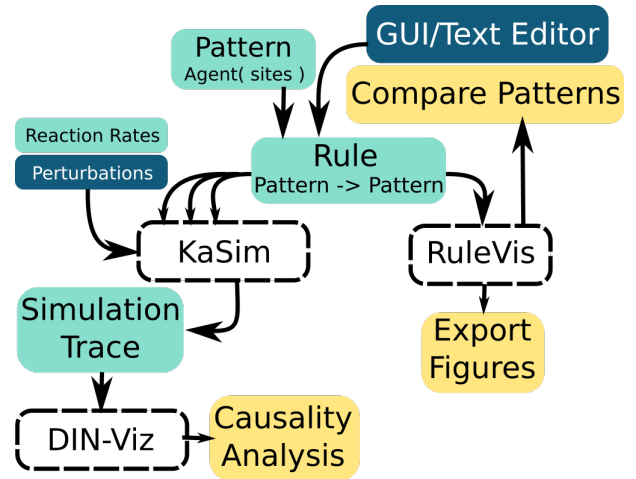 GUI/Text Editor
Pattern
Agent( sites )
Compare Patterns
Reaction Rates
Perturbations
Rule
Pattern -> Pattern
KaSim
RuleVis
Simulation
Trace
Export
Figures
DIN-Viz
Causality
Analysis